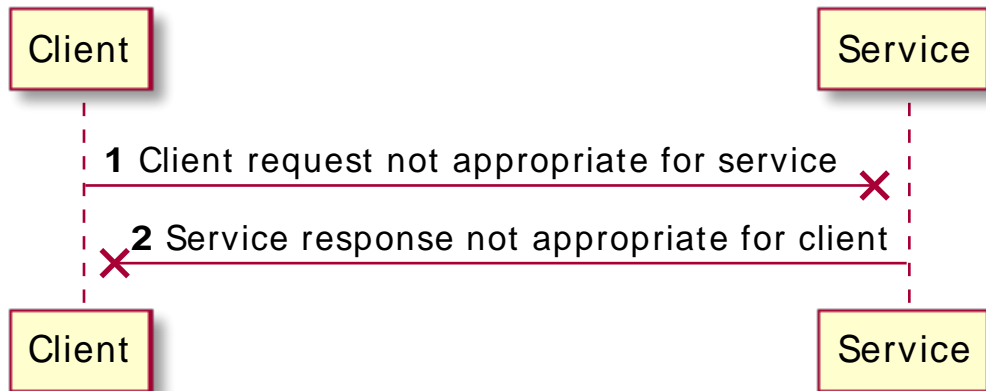 Client Service
1 Client request not appropriate for service
2 Service response not appropriate for client
Client Service